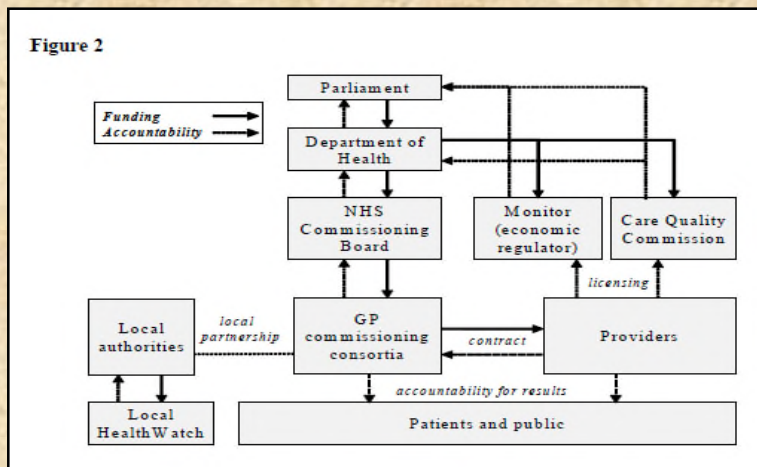 Figure 2
Parliament
Funding
Accountability
Department of
Health
NHS
Commissioning
Board
Monitor
(economic
regulator)
Care Quality
Commission
licensing
Local
authorities
local
partnership
GP
commissioning
consortia
contract
Providers
accountability for results
Local
HealthWatch
Patients and public